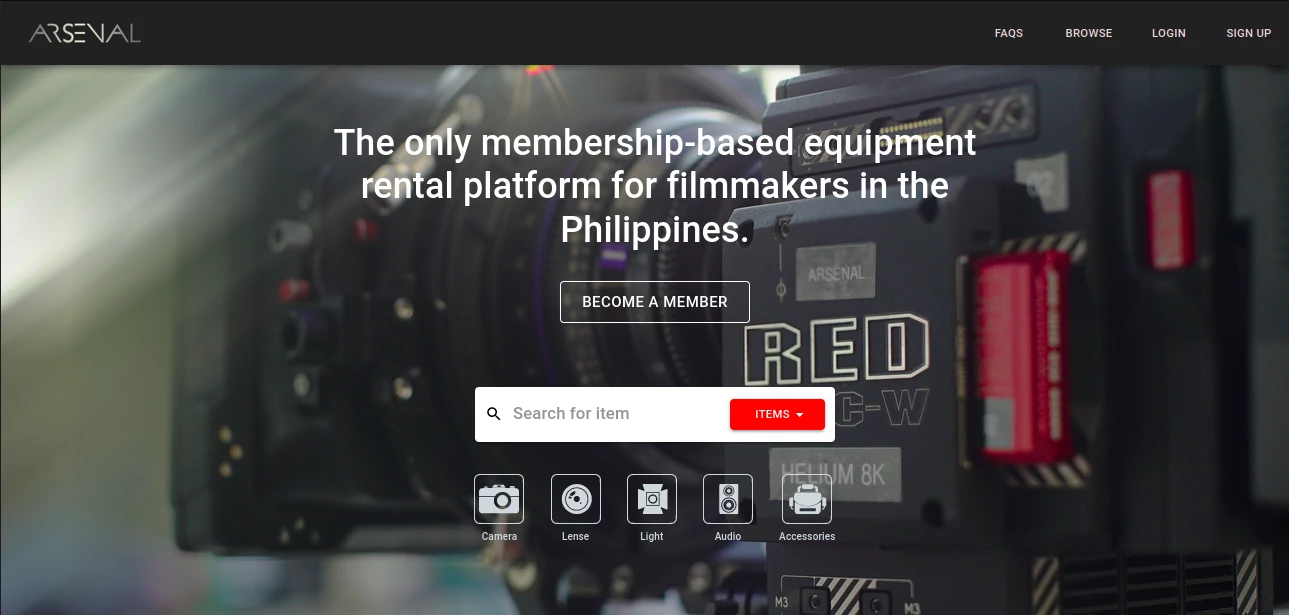 ARSENAL
FAQS
BROWSE
LOGIN
SIGN UP
The only membership-based equipment
rental platform for filmmakers in the
Philippines.
BECOME A MEMBER
ARSENAL
RED
C-W
Search for item
ITEMS
HELIUM 8K
Camera
Lense
Light
Audio
Accessories
M3
M3